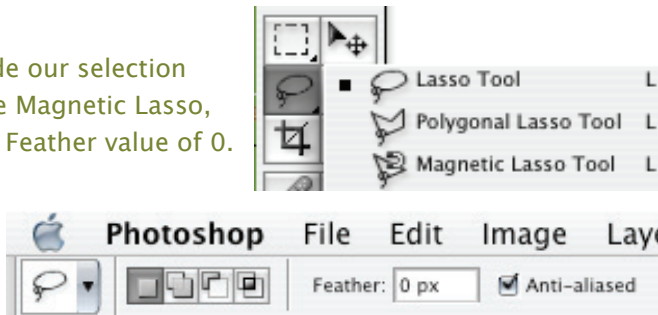 our selection
Magnetic Lasso,
Feather value of 0.
Lasso Tool L
Polygonal Lasso Tool L
Magnetic Lasso Tool L
Photoshop File Edit Image
Feather: 0 px Anti-aliased